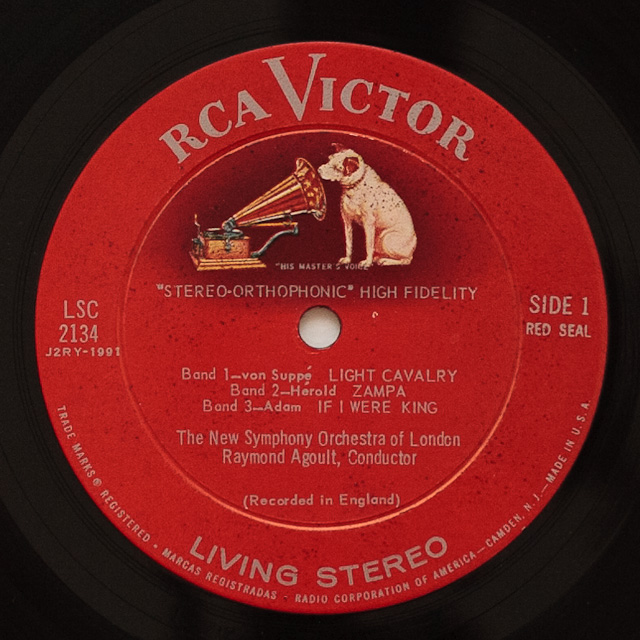 RCA VICTOR
"HIS MASTER'S VOICE"
"STEREO-ORTHOPHONIC" HIGH FIDELITY
LSC
2134
J2RY-1991
SIDE 1
RED SEAL
Band 1—von Suppé LIGHT CAVALRY
Band 2—Herold ZAMPA
Band 3—Adam IF I WERE KING
The New Symphony Orchestra of London
Raymond Agoult, Conductor
(Recorded in England)
LIVING STEREO
TRADE MARKS ® REGISTERED • MARCAS REGISTRADAS - RADIO CORPORATION OF AMERICA—CAMDEN, N. J.—MADE IN U. S. A.